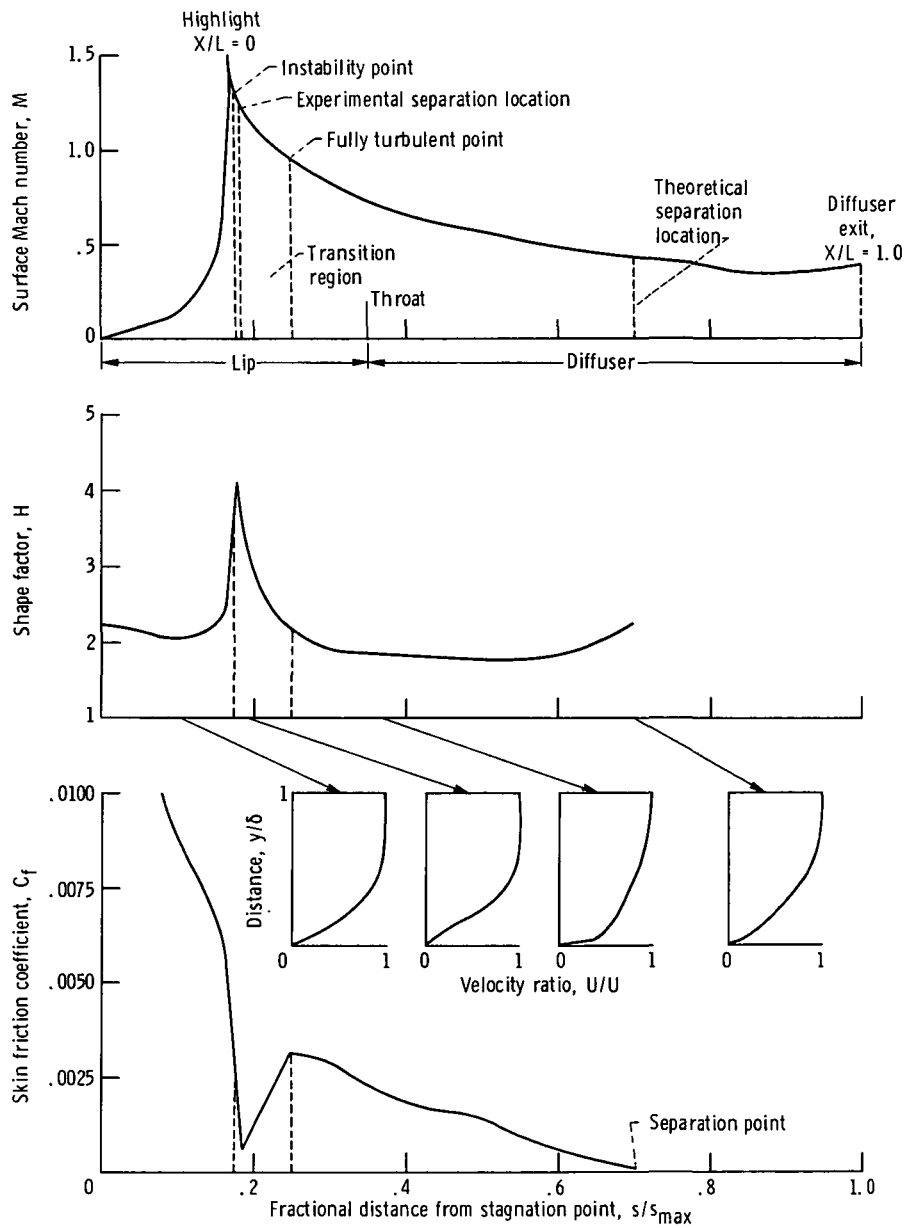 Highlight
X/L = 0
1.5
Instability point
Experimental separation location
1.0
Fully turbulent point
Surface Mach number, M
Theoretical
separation
location
Diffuser
exit,
X/L = 1.0
.5
Transition
region
Throat
0
Lip
Diffuser
5
4
3
2
1
Shape factor, H
.0100
.0075
.0050
.0025
0
Skin friction coefficient, Cf
1
Distance, y/δ
0 1 0 1 0 1 0 1
Velocity ratio, U/U
Separation point
.2 .4 .6 .8 1.0
Fractional distance from stagnation point, s/smax